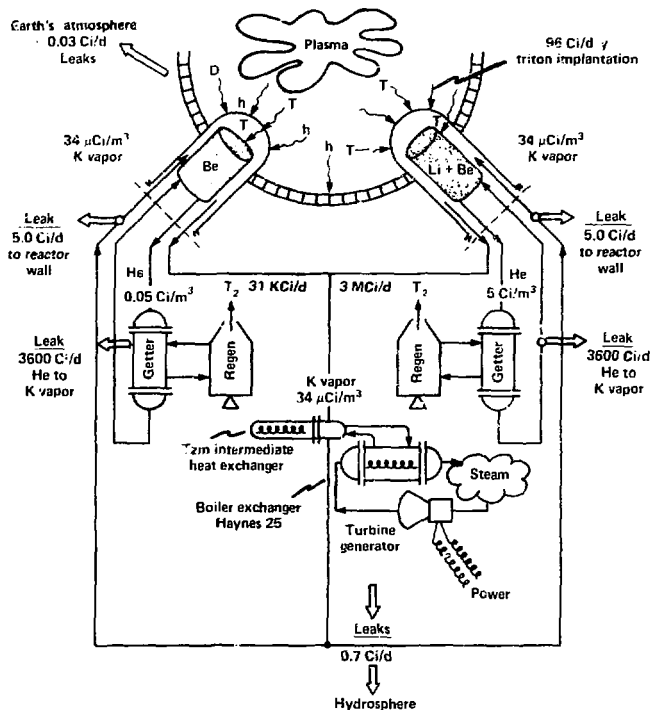 Earth's atmosphere
0.03 Ci/d
Leaks
Plasma
96 Ci/d
triton implantation
D
h
T
h
h
T
T
T
34 μCi/m³
K vapor
Be
Li + Be
34 μCi/m³
K vapor
Leak
5.0 Ci/d
to reactor
wall
Leak
5.0 Ci/d
to reactor
wall
He
0.05 Ci/m³
T₂
31 KCi/d
3 MCi/d
T₂
He
5 Ci/m³
Leak
3600 Ci/d
He to
K vapor
Getter
Regen
Regen
Getter
Leak
3600 Ci/d
He to
K vapor
K vapor
34 μCi/m³
Tzm intermediate
heat exchanger
Steam
Boiler exchanger
Haynes 25
Turbine
generator
Power
Leaks
0.7 Ci/d
Hydrosphere